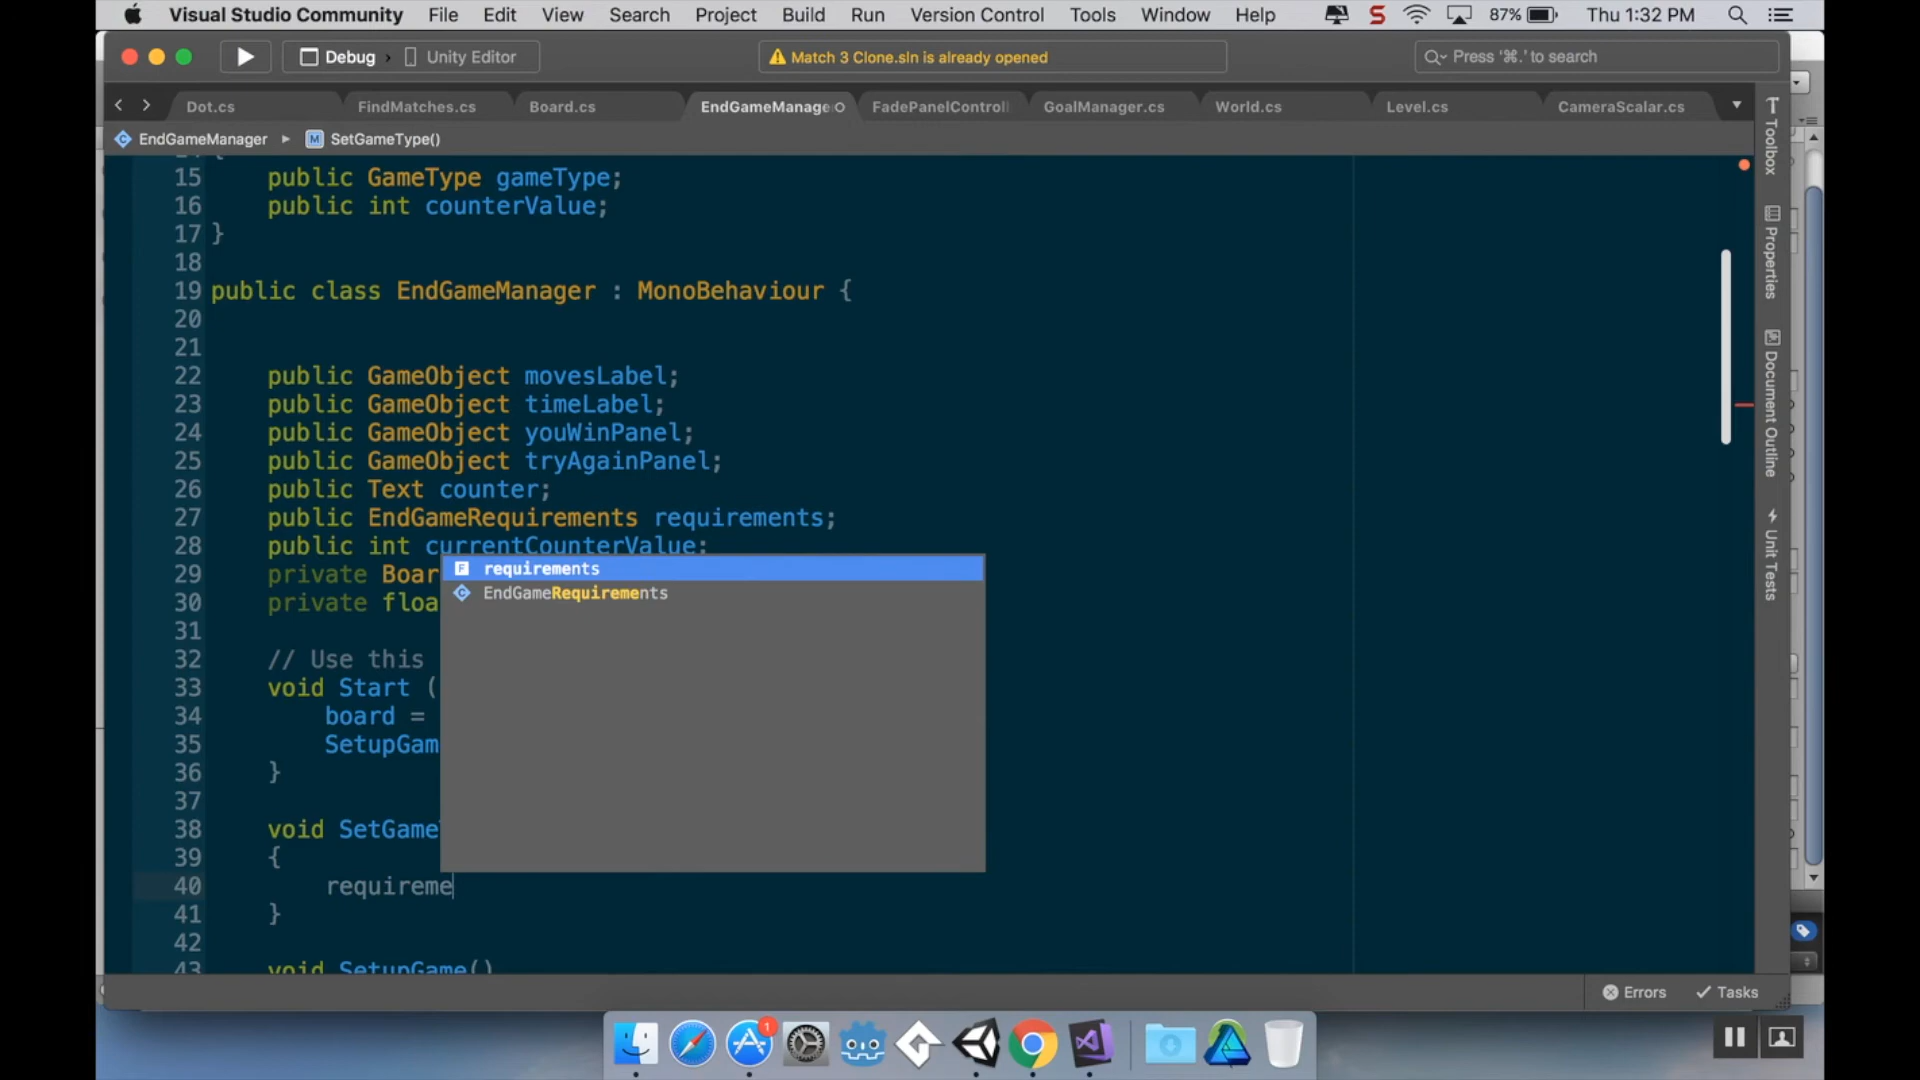 Visual Studio Community File Edit View Search Project Build Run Version Control Tools Window Help S 87% Thu 1:32 PM
Debug › Unity Editor Match 3 Clone.sln is already opened Press '⌘.' to search
Dot.cs FindMatches.cs Board.cs EndGameManage FadePanelControll GoalManager.cs World.cs Level.cs CameraScalar.cs
EndGameManager ▸ M SetGameType()
15 public GameType gameType;
16 public int counterValue;
17 }
18
19 public class EndGameManager : MonoBehaviour {
20
21
22 public GameObject movesLabel;
23 public GameObject timeLabel;
24 public GameObject youWinPanel;
25 public GameObject tryAgainPanel;
26 public Text counter;
27 public EndGameRequirements requirements;
28 public int currentCounterValue;
29 private Boar
30 private floa
31
32 // Use this
33 void Start (
34 board =
35 SetupGam
36 }
37
38 void SetGame
39 {
40 requireme
41 }
42
43 void SetupGame()
F requirements
C EndGameRequirements
Toolbox
Properties
Document Outline
Unit Tests
Errors Tasks
1